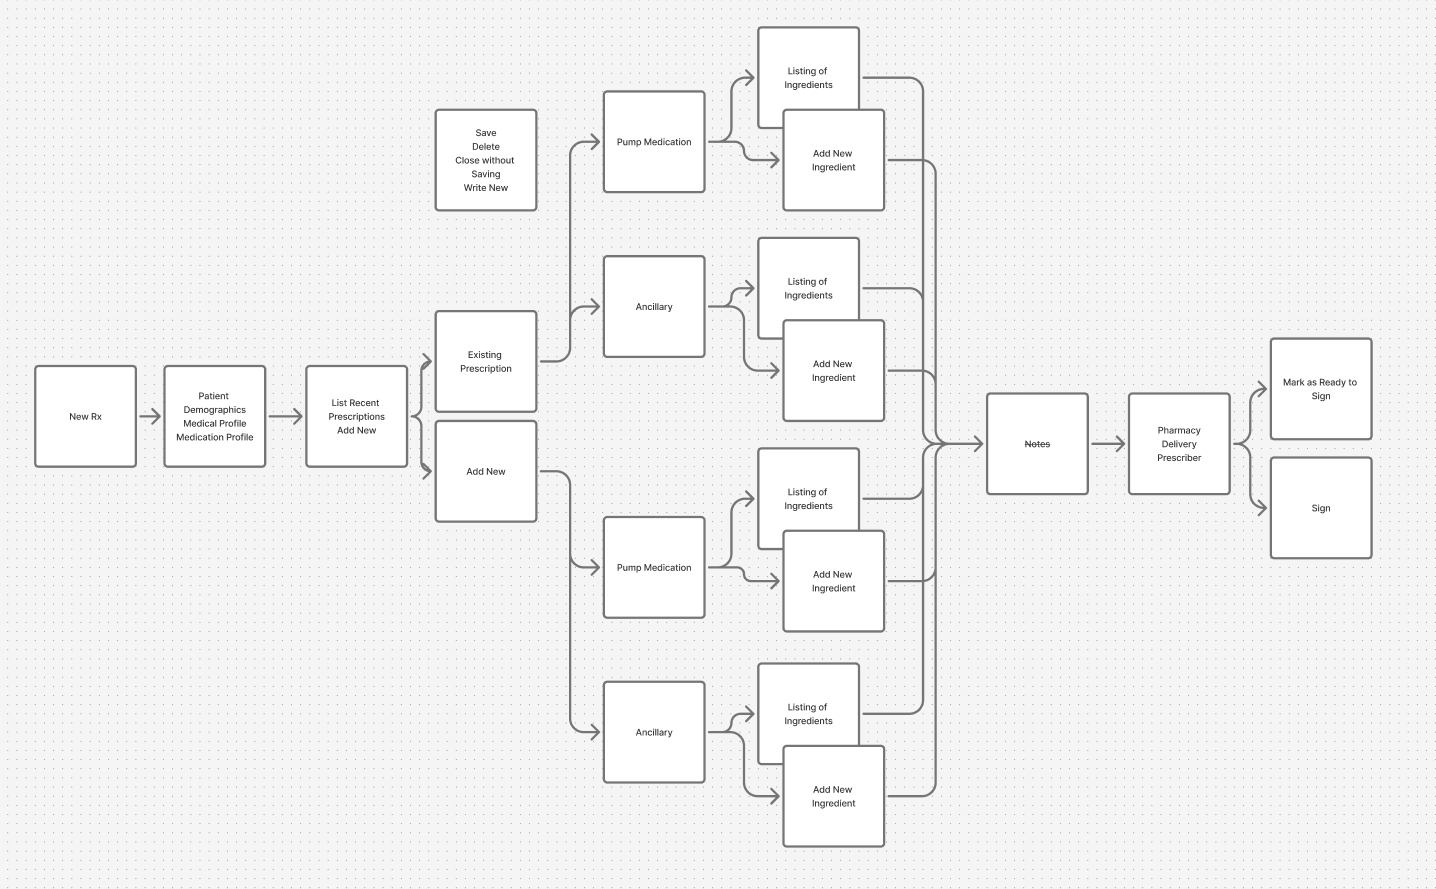 New Rx
Patient
Demographics
Medical Profile
Medication Profile
List Recent
Prescriptions
Add New
Save
Delete
Close without
Saving
Write New
Existing
Prescription
Add New
Pump Medication
Listing of
Ingredients
Add New
Ingredient
Ancillary
Listing of
Ingredients
Add New
Ingredient
Pump Medication
Listing of
Ingredients
Add New
Ingredient
Ancillary
Listing of
Ingredients
Add New
Ingredient
Notes
Pharmacy
Delivery
Prescriber
Mark as Ready to
Sign
Sign